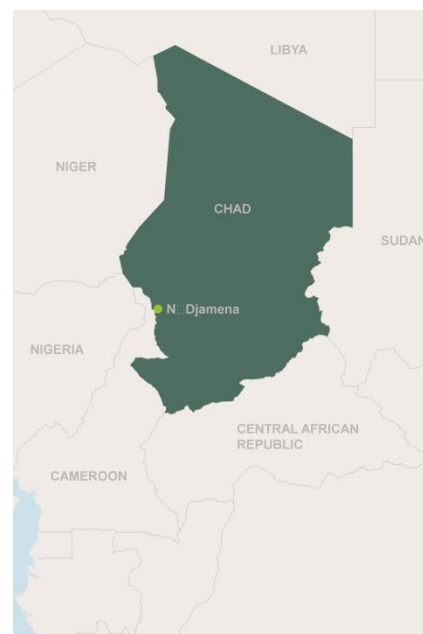 LIBYA
NIGER
CHAD
SUDAN
N□Djamena
NIGERIA
CENTRAL AFRICAN
REPUBLIC
CAMEROON